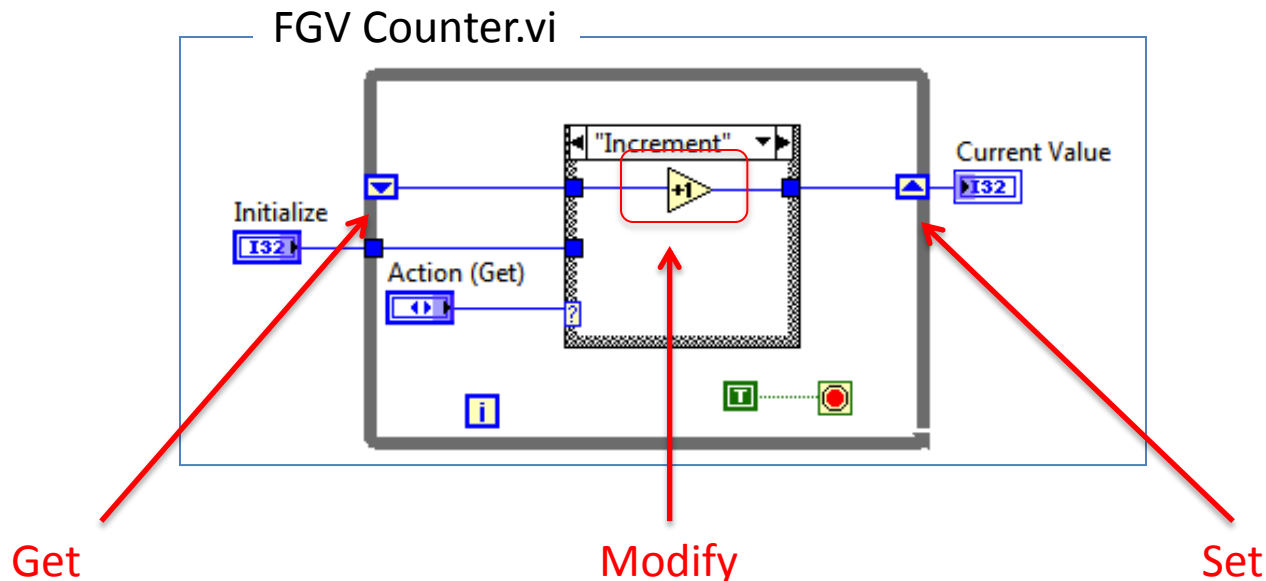 FGV Counter.vi
"Increment"
+1
Current Value
I32
Initialize
I32
Action (Get)
?
i
T
Get
Modify
Set